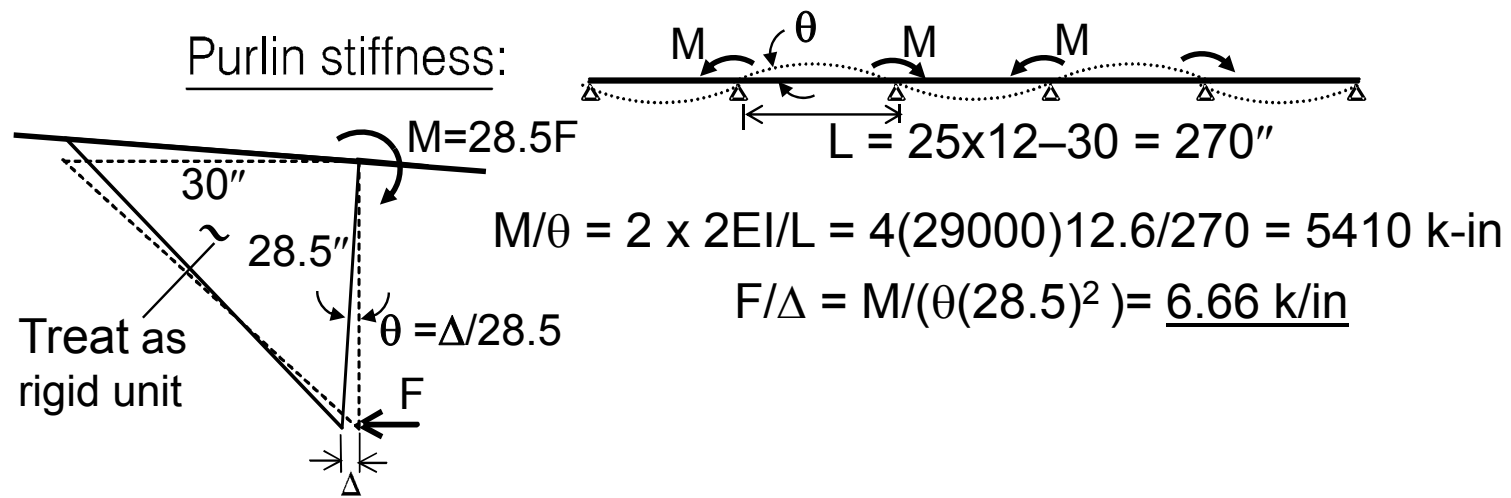 Purlin stiffness:
M θ M M
M=28.5F
L = 25x12–30 = 270″
30″
28.5″
M/θ = 2 x 2EI/L = 4(29000)12.6/270 = 5410 k-in
F/Δ = M/(θ(28.5)² )= 6.66 k/in
θ =Δ/28.5
Treat as
rigid unit
F
Δ